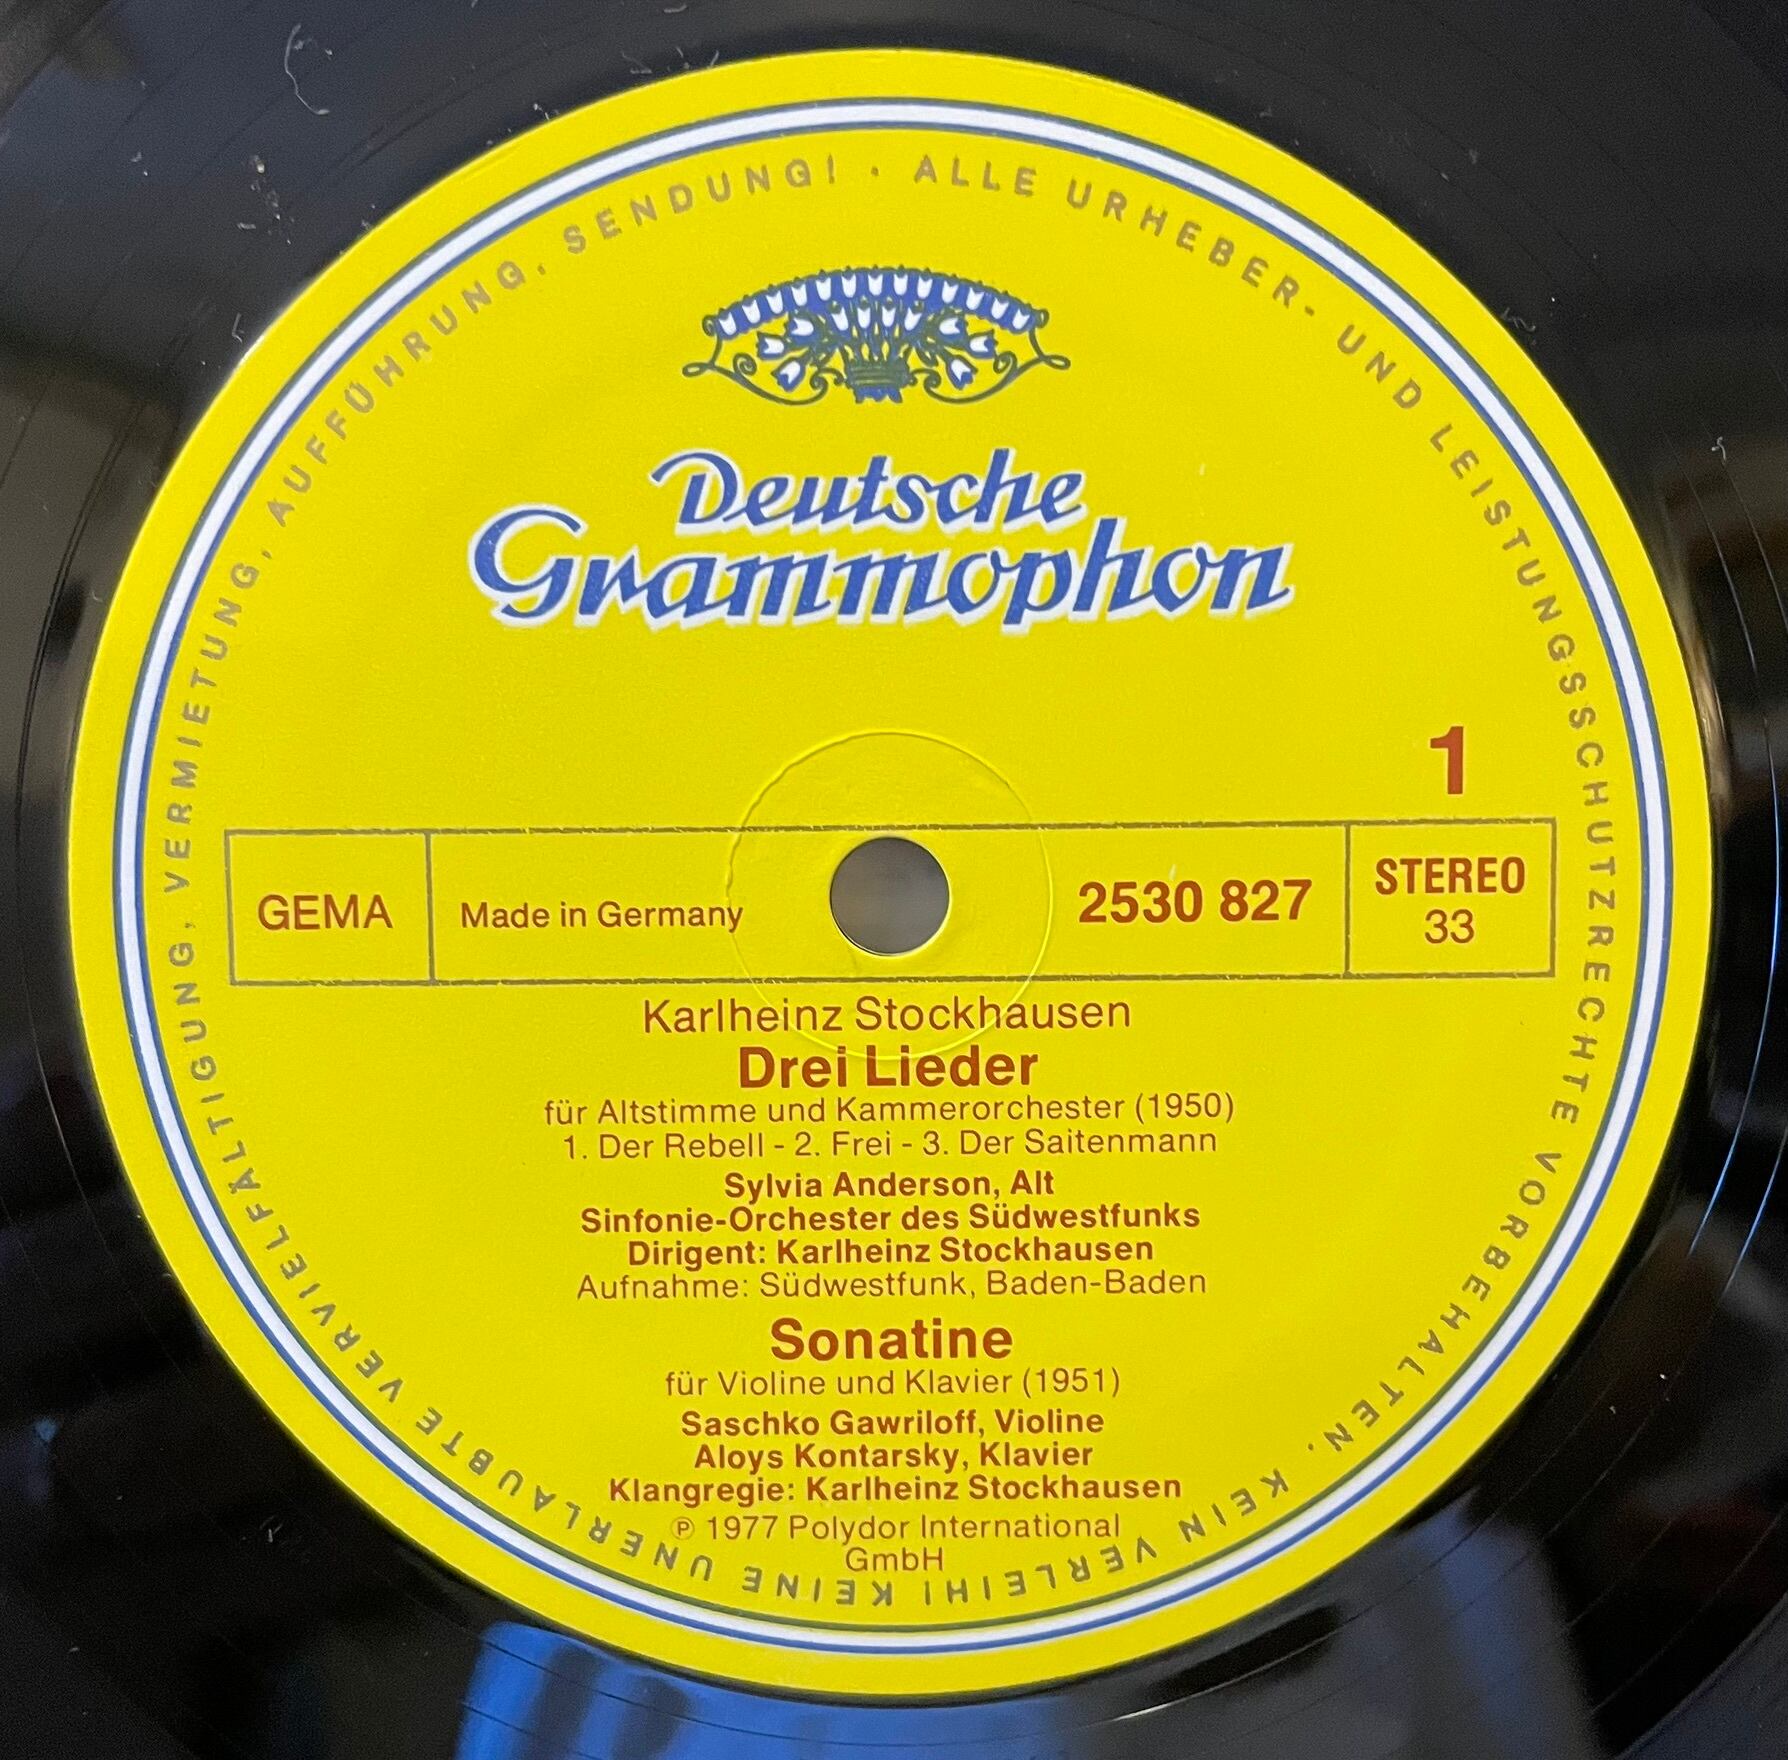 ALLE URHEBER- UND LEISTUNGSSCHUTZRECHTE VORBEHALTEN. KEIN VERLEIH! KEINE UNERLAUBTE VERVIELFÄLTIGUNG, VERMIETUNG, AUFFÜHRUNG, SENDUNG! ·
Deutsche
Grammophon
1
GEMA
Made in Germany
2530 827
STEREO
33
Karlheinz Stockhausen
Drei Lieder
für Altstimme und Kammerorchester (1950)
1. Der Rebell - 2. Frei - 3. Der Saitenmann
Sylvia Anderson, Alt
Sinfonie-Orchester des Südwestfunks
Dirigent: Karlheinz Stockhausen
Aufnahme: Südwestfunk, Baden-Baden
Sonatine
für Violine und Klavier (1951)
Saschko Gawriloff, Violine
Aloys Kontarsky, Klavier
Klangregie: Karlheinz Stockhausen
℗ 1977 Polydor International
GmbH